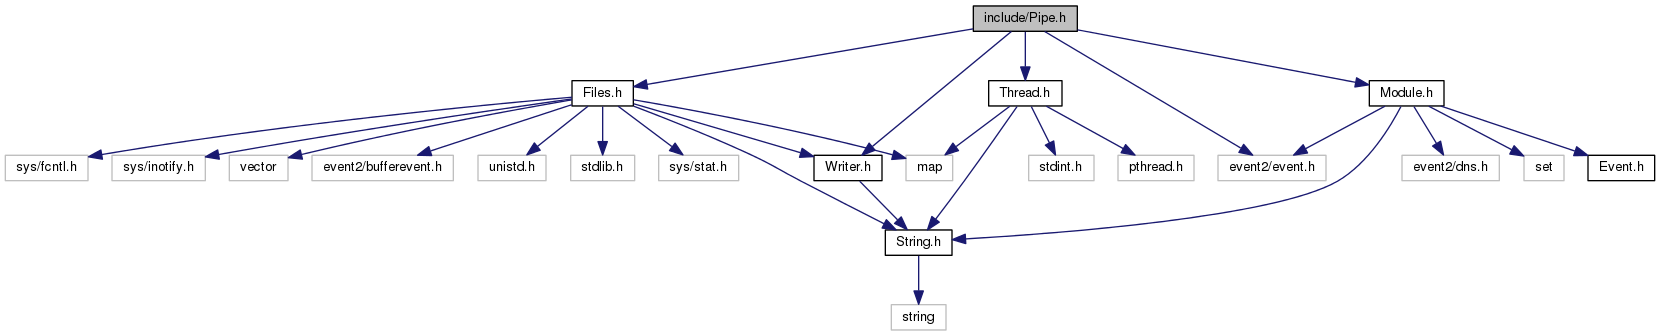 include/Pipe.h
Files.h
Thread.h
Module.h
sys/fcntl.h
sys/inotify.h
vector
event2/bufferevent.h
unistd.h
stdlib.h
sys/stat.h
Writer.h
map
stdint.h
pthread.h
event2/event.h
event2/dns.h
set
Event.h
String.h
string